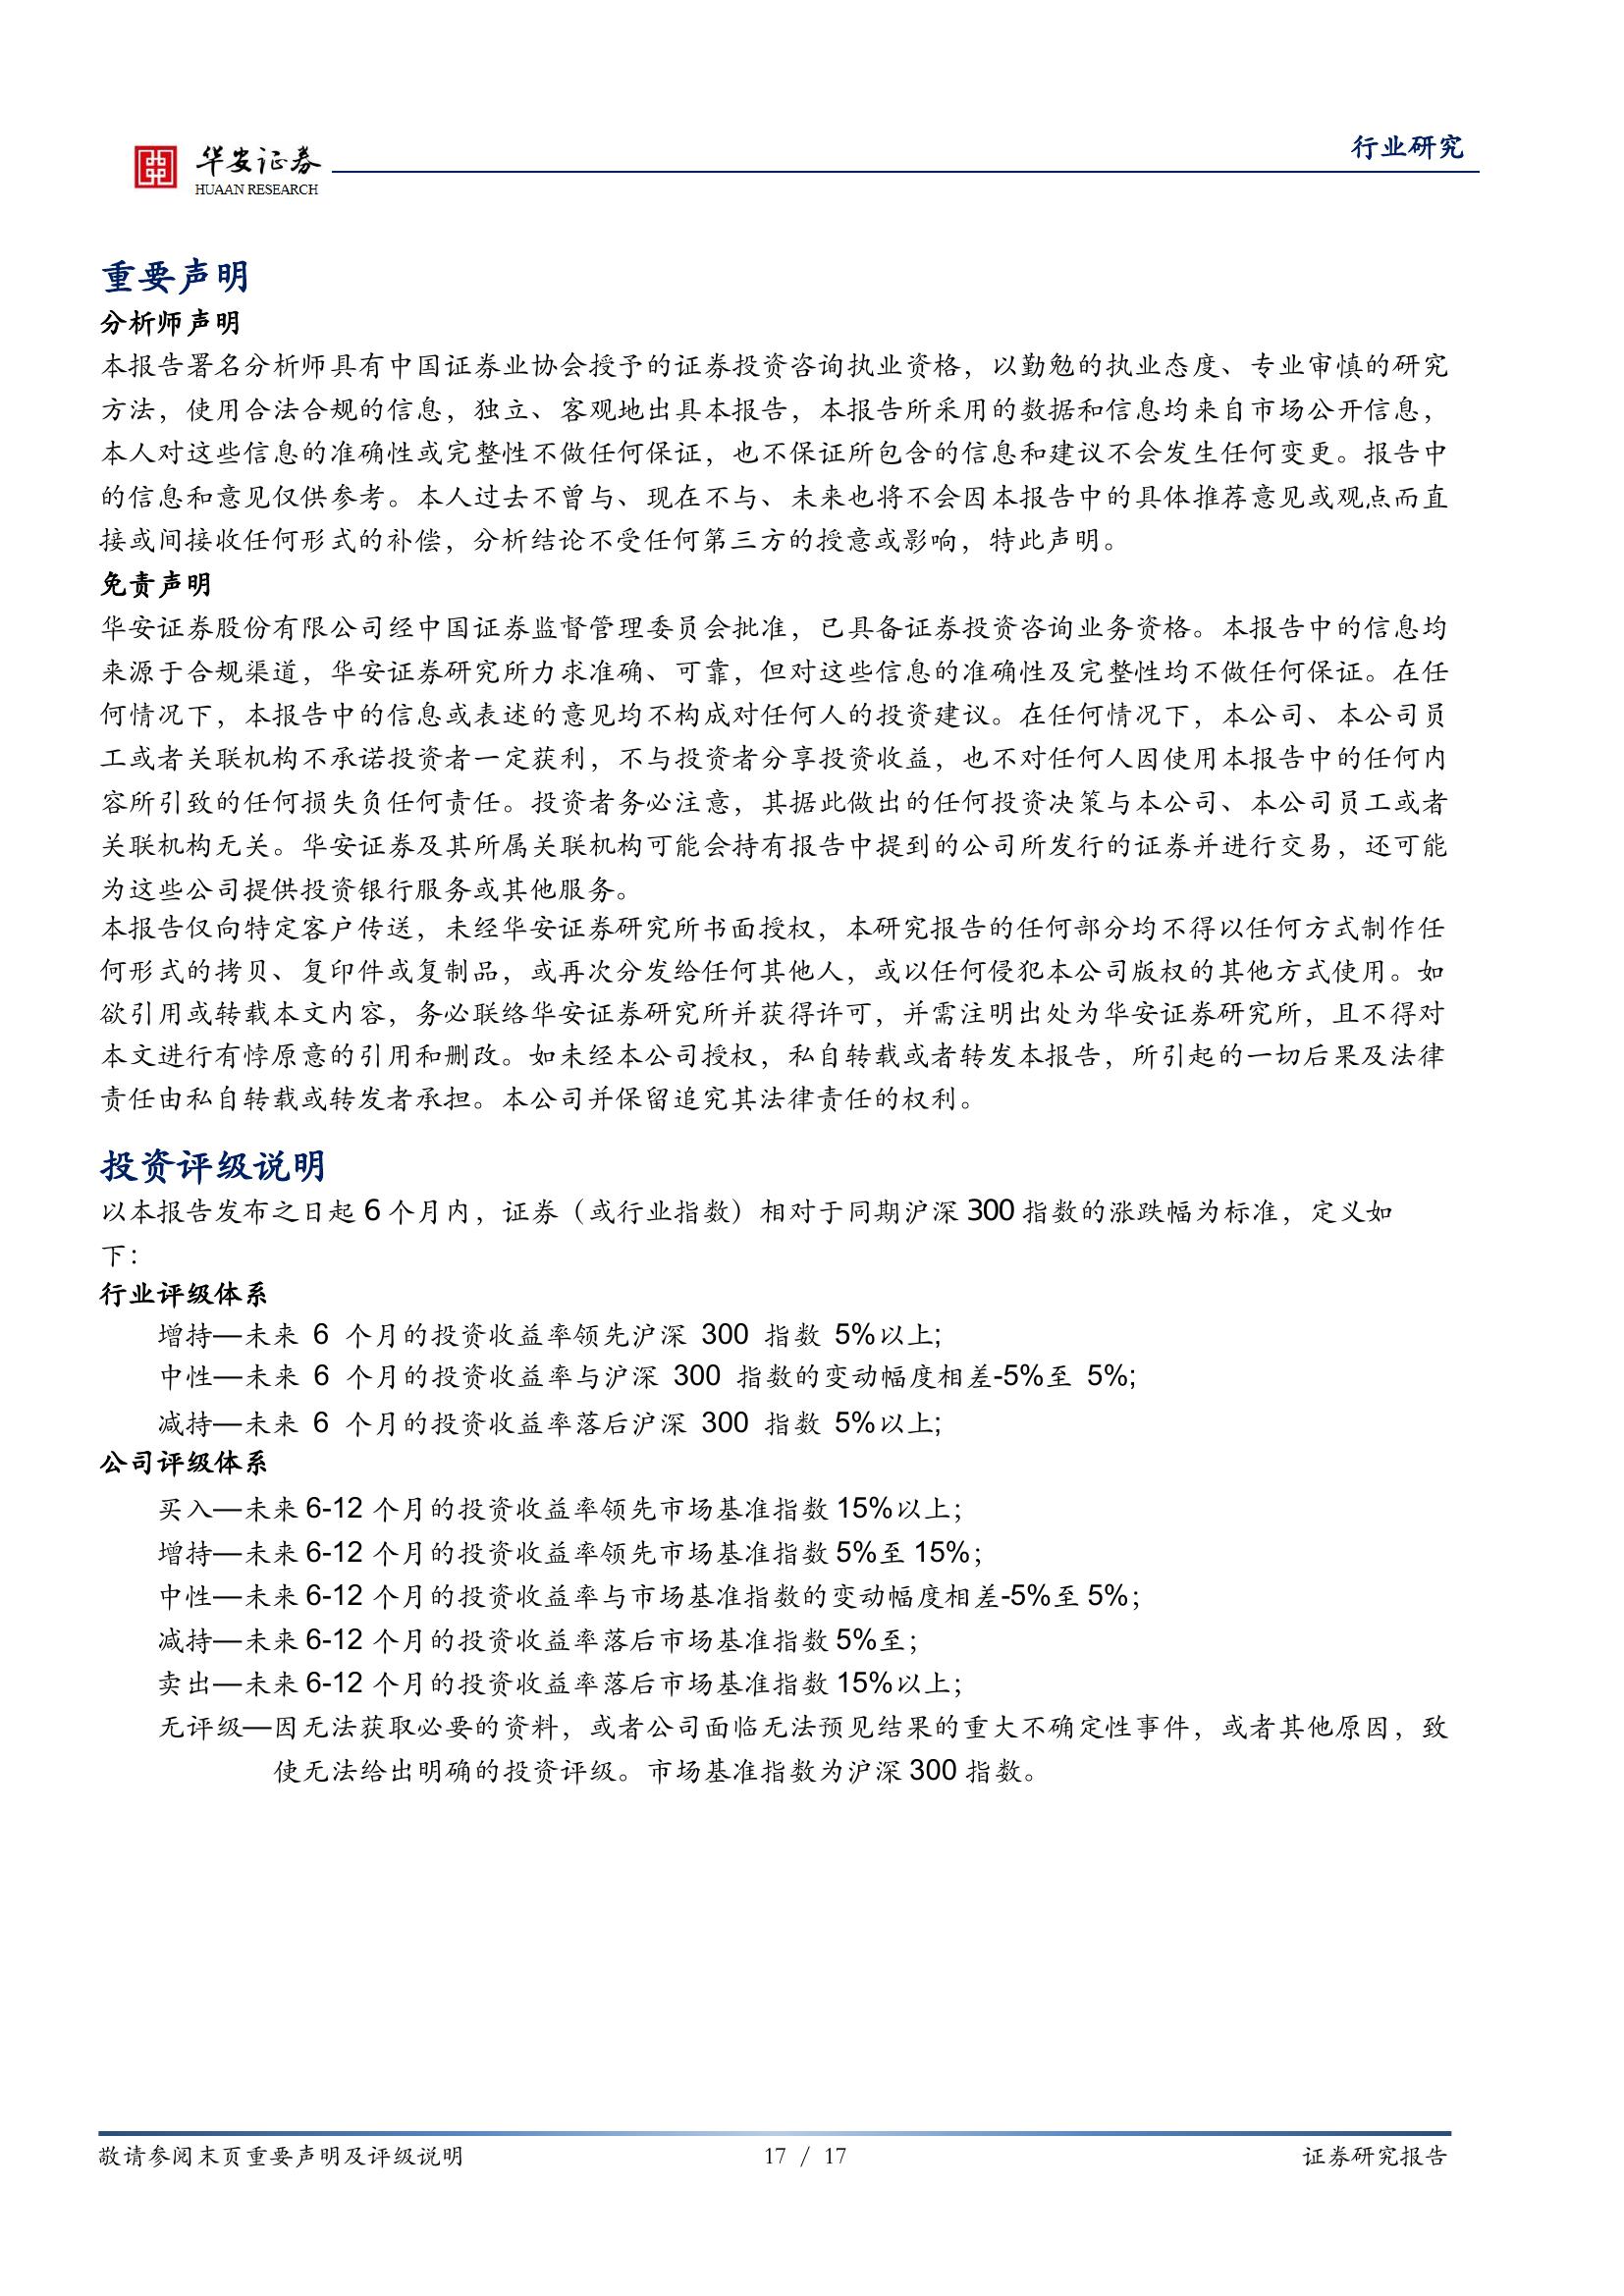 华安证券
HUAAN RESEARCH
行业研究
重要声明
分析师声明
本报告署名分析师具有中国证券业协会授予的证券投资咨询执业资格，以勤勉的执业态度、专业审慎的研究
方法，使用合法合规的信息，独立、客观地出具本报告，本报告所采用的数据和信息均来自市场公开信息，
本人对这些信息的准确性或完整性不做任何保证，也不保证所包含的信息和建议不会发生任何变更。报告中
的信息和意见仅供参考。本人过去不曾与、现在不与、未来也将不会因本报告中的具体推荐意见或观点而直
接或间接收任何形式的补偿，分析结论不受任何第三方的授意或影响，特此声明。
免责声明
华安证券股份有限公司经中国证券监督管理委员会批准，已具备证券投资咨询业务资格。本报告中的信息均
来源于合规渠道，华安证券研究所力求准确、可靠，但对这些信息的准确性及完整性均不做任何保证。在任
何情况下，本报告中的信息或表述的意见均不构成对任何人的投资建议。在任何情况下，本公司、本公司员
工或者关联机构不承诺投资者一定获利，不与投资者分享投资收益，也不对任何人因使用本报告中的任何内
容所引致的任何损失负任何责任。投资者务必注意，其据此做出的任何投资决策与本公司、本公司员工或者
关联机构无关。华安证券及其所属关联机构可能会持有报告中提到的公司所发行的证券并进行交易，还可能
为这些公司提供投资银行服务或其他服务。
本报告仅向特定客户传送，未经华安证券研究所书面授权，本研究报告的任何部分均不得以任何方式制作任
何形式的拷贝、复印件或复制品，或再次分发给任何其他人，或以任何侵犯本公司版权的其他方式使用。如
欲引用或转载本文内容，务必联络华安证券研究所并获得许可，并需注明出处为华安证券研究所，且不得对
本文进行有悖原意的引用和删改。如未经本公司授权，私自转载或者转发本报告，所引起的一切后果及法律
责任由私自转载或转发者承担。本公司并保留追究其法律责任的权利。
投资评级说明
以本报告发布之日起 6 个月内，证券（或行业指数）相对于同期沪深 300 指数的涨跌幅为标准，定义如
下：
行业评级体系
增持—未来 6 个月的投资收益率领先沪深 300 指数 5%以上;
中性—未来 6 个月的投资收益率与沪深 300 指数的变动幅度相差-5%至 5%;
减持—未来 6 个月的投资收益率落后沪深 300 指数 5%以上;
公司评级体系
买入—未来 6-12 个月的投资收益率领先市场基准指数 15%以上；
增持—未来 6-12 个月的投资收益率领先市场基准指数 5%至 15%；
中性—未来 6-12 个月的投资收益率与市场基准指数的变动幅度相差-5%至 5%；
减持—未来 6-12 个月的投资收益率落后市场基准指数 5%至；
卖出—未来 6-12 个月的投资收益率落后市场基准指数 15%以上；
无评级—因无法获取必要的资料，或者公司面临无法预见结果的重大不确定性事件，或者其他原因，致
使无法给出明确的投资评级。市场基准指数为沪深 300 指数。
敬请参阅末页重要声明及评级说明
17 / 17
证券研究报告